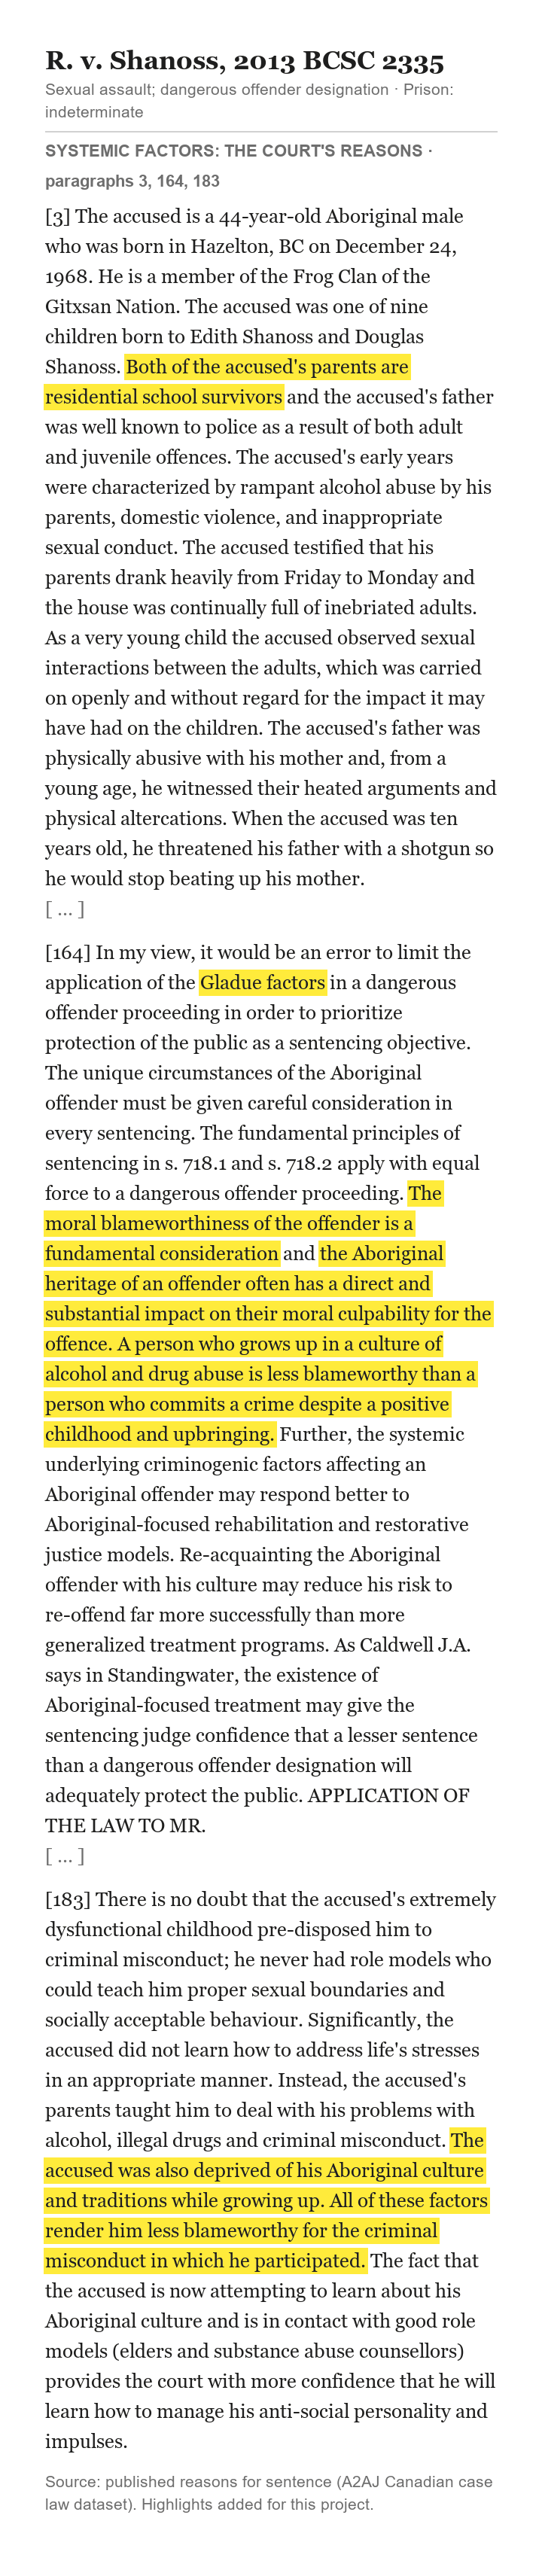 R. v. Shanoss, 2013 BCSC 2335
Sexual assault; dangerous offender designation · Prison:
indeterminate
SYSTEMIC FACTORS: THE COURT'S REASONS ·
paragraphs 3, 164, 183
[3] The accused is a 44-year-old Aboriginal male
who was born in Hazelton, BC on December 24,
1968. He is a member of the Frog Clan of the
Gitxsan Nation. The accused was one of nine
children born to Edith Shanoss and Douglas
Shanoss. Both of the accused's parents are
residential school survivors and the accused's father
was well known to police as a result of both adult
and juvenile offences. The accused's early years
were characterized by rampant alcohol abuse by his
parents, domestic violence, and inappropriate
sexual conduct. The accused testified that his
parents drank heavily from Friday to Monday and
the house was continually full of inebriated adults.
As a very young child the accused observed sexual
interactions between the adults, which was carried
on openly and without regard for the impact it may
have had on the children. The accused's father was
physically abusive with his mother and, from a
young age, he witnessed their heated arguments and
physical altercations. When the accused was ten
years old, he threatened his father with a shotgun so
he would stop beating up his mother.
[ ... ]
[164] In my view, it would be an error to limit the
application of the Gladue factors in a dangerous
offender proceeding in order to prioritize
protection of the public as a sentencing objective.
The unique circumstances of the Aboriginal
offender must be given careful consideration in
every sentencing. The fundamental principles of
sentencing in s. 718.1 and s. 718.2 apply with equal
force to a dangerous offender proceeding. The
moral blameworthiness of the offender is a
fundamental consideration and the Aboriginal
heritage of an offender often has a direct and
substantial impact on their moral culpability for the
offence. A person who grows up in a culture of
alcohol and drug abuse is less blameworthy than a
person who commits a crime despite a positive
childhood and upbringing. Further, the systemic
underlying criminogenic factors affecting an
Aboriginal offender may respond better to
Aboriginal-focused rehabilitation and restorative
justice models. Re-acquainting the Aboriginal
offender with his culture may reduce his risk to
re-offend far more successfully than more
generalized treatment programs. As Caldwell J.A.
says in Standingwater, the existence of
Aboriginal-focused treatment may give the
sentencing judge confidence that a lesser sentence
than a dangerous offender designation will
adequately protect the public. APPLICATION OF
THE LAW TO MR.
[ ... ]
[183] There is no doubt that the accused's extremely
dysfunctional childhood pre-disposed him to
criminal misconduct; he never had role models who
could teach him proper sexual boundaries and
socially acceptable behaviour. Significantly, the
accused did not learn how to address life's stresses
in an appropriate manner. Instead, the accused's
parents taught him to deal with his problems with
alcohol, illegal drugs and criminal misconduct. The
accused was also deprived of his Aboriginal culture
and traditions while growing up. All of these factors
render him less blameworthy for the criminal
misconduct in which he participated. The fact that
the accused is now attempting to learn about his
Aboriginal culture and is in contact with good role
models (elders and substance abuse counsellors)
provides the court with more confidence that he will
learn how to manage his anti-social personality and
impulses.
Source: published reasons for sentence (A2AJ Canadian case
law dataset). Highlights added for this project.